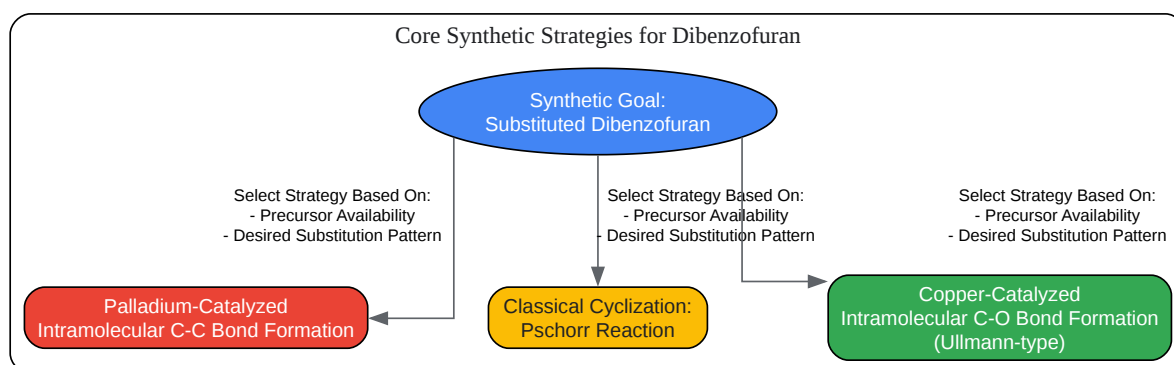 Core Synthetic Strategies for Dibenzofuran
Synthetic Goal:
Substituted Dibenzofuran
Select Strategy Based On:
- Precursor Availability
- Desired Substitution Pattern
Select Strategy Based On:
- Precursor Availability
- Desired Substitution Pattern
Select Strategy Based On:
- Precursor Availability
- Desired Substitution Pattern
Palladium-Catalyzed
Intramolecular C-C Bond Formation
Classical Cyclization:
Pschorr Reaction
Copper-Catalyzed
Intramolecular C-O Bond Formation
(Ullmann-type)